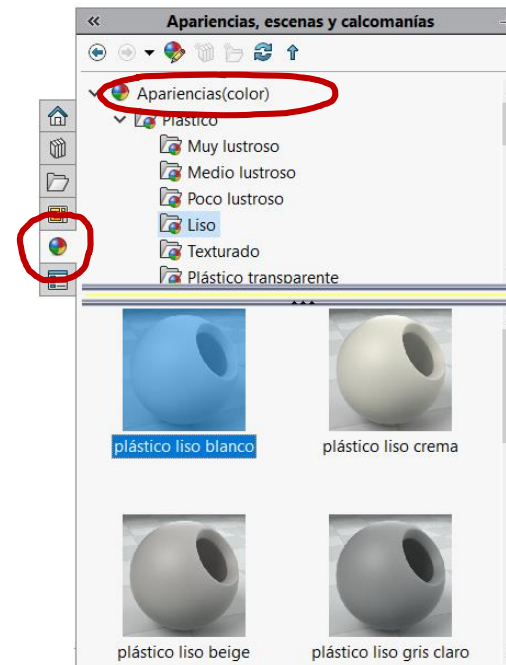 Apariencias, escenas y calcomanías
Apariencias(color)
Plástico
Muy lustroso
Medio lustroso
Poco lustroso
Liso
Texturado
Plástico transparente
plástico liso blanco
plástico liso crema
plástico liso beige
plástico liso gris claro